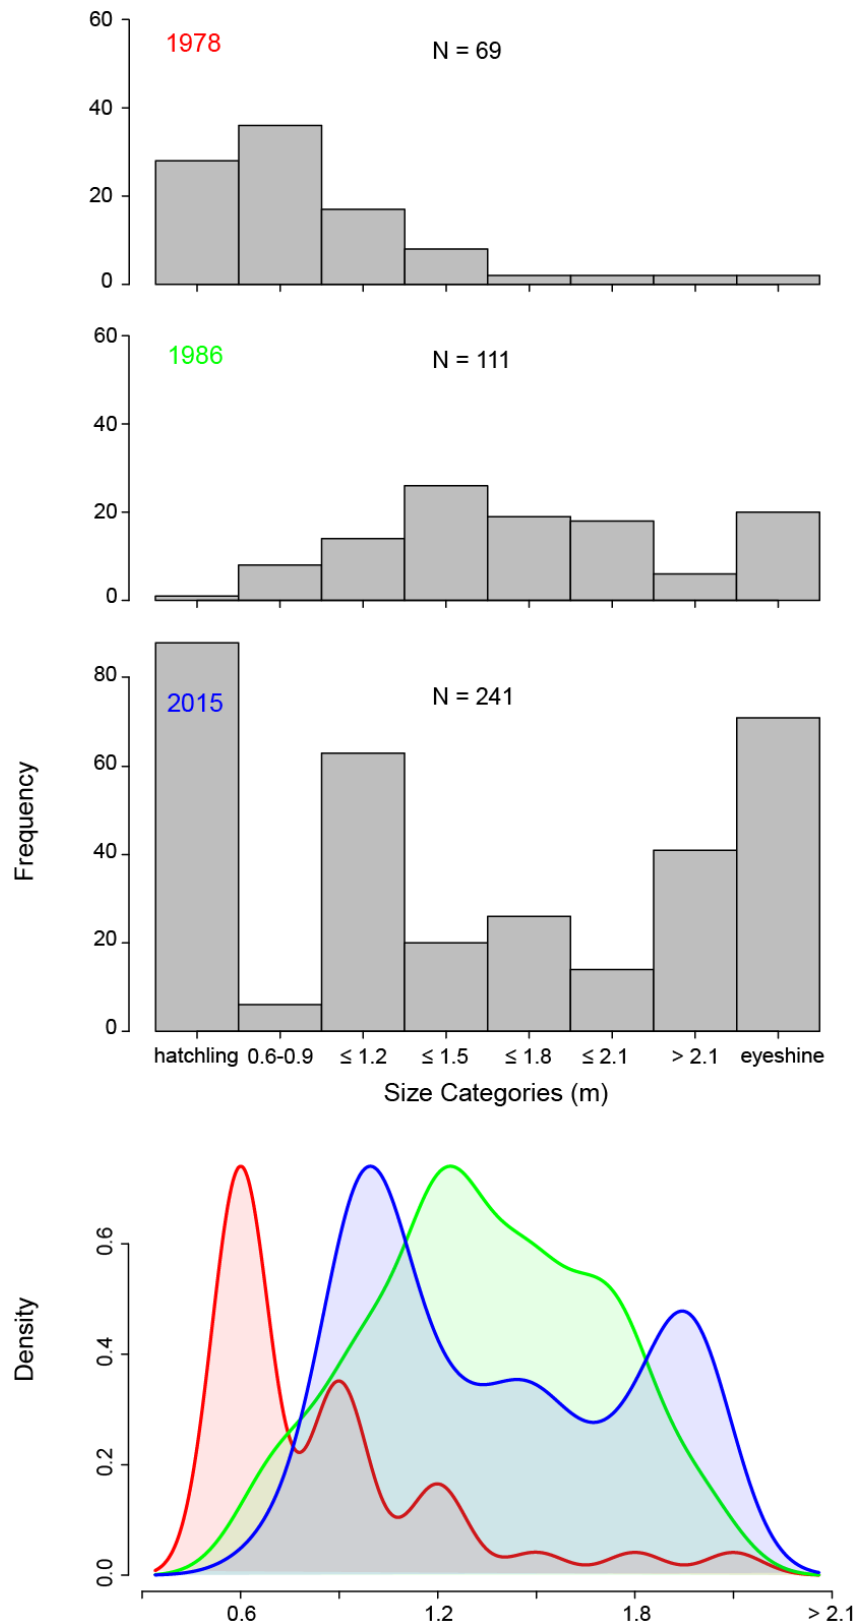 1978
N = 69
60
40
20
0
1986
N = 111
60
40
20
0
2015
N = 241
80
60
40
20
0
Frequency
hatchling 0.6-0.9 ≤ 1.2 ≤ 1.5 ≤ 1.8 ≤ 2.1 > 2.1 eyeshine
Size Categories (m)
Density
0.6
0.4
0.2
0.0
0.6 1.2 1.8 > 2.1